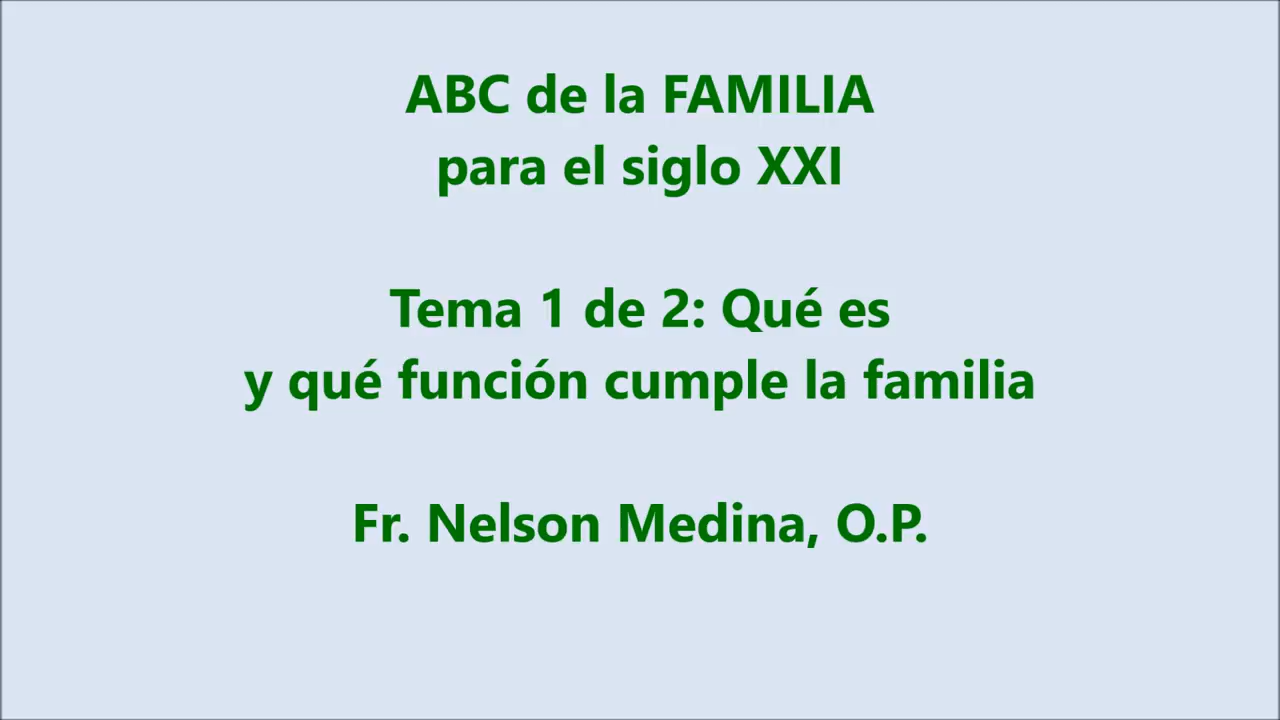 ABC de la FAMILIA
para el siglo XXI
Tema 1 de 2: Qué es
y qué función cumple la familia
Fr. Nelson Medina, O.P.